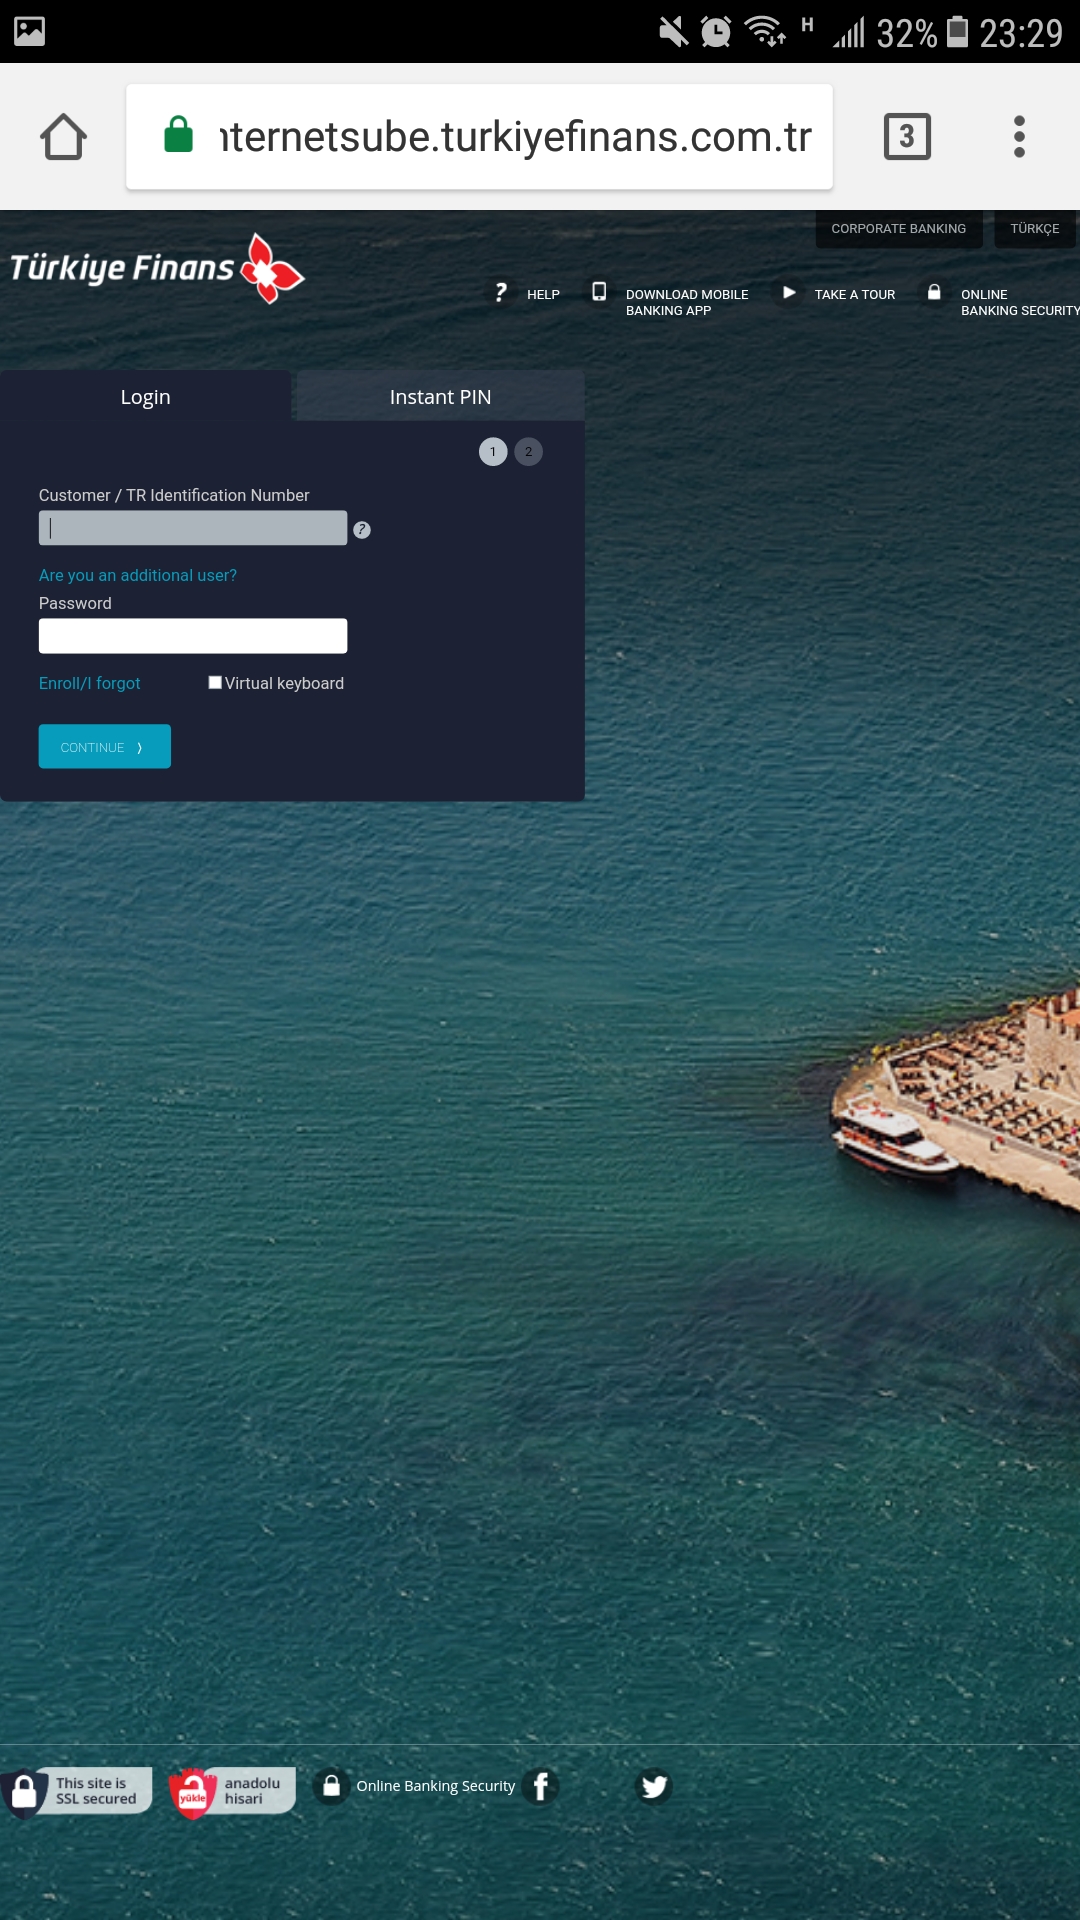 H 32% 23:29
nternetsube.turkiyefinans.com.tr
3
CORPORATE BANKING TÜRKÇE
Türkiye Finans
? HELP DOWNLOAD MOBILE BANKING APP TAKE A TOUR ONLINE BANKING SECURITY
Login Instant PIN
1 2
Customer / TR Identification Number
?
Are you an additional user?
Password
Enroll/I forgot Virtual keyboard
CONTINUE
This site is SSL secured
yükle anadolu hisari
Online Banking Security